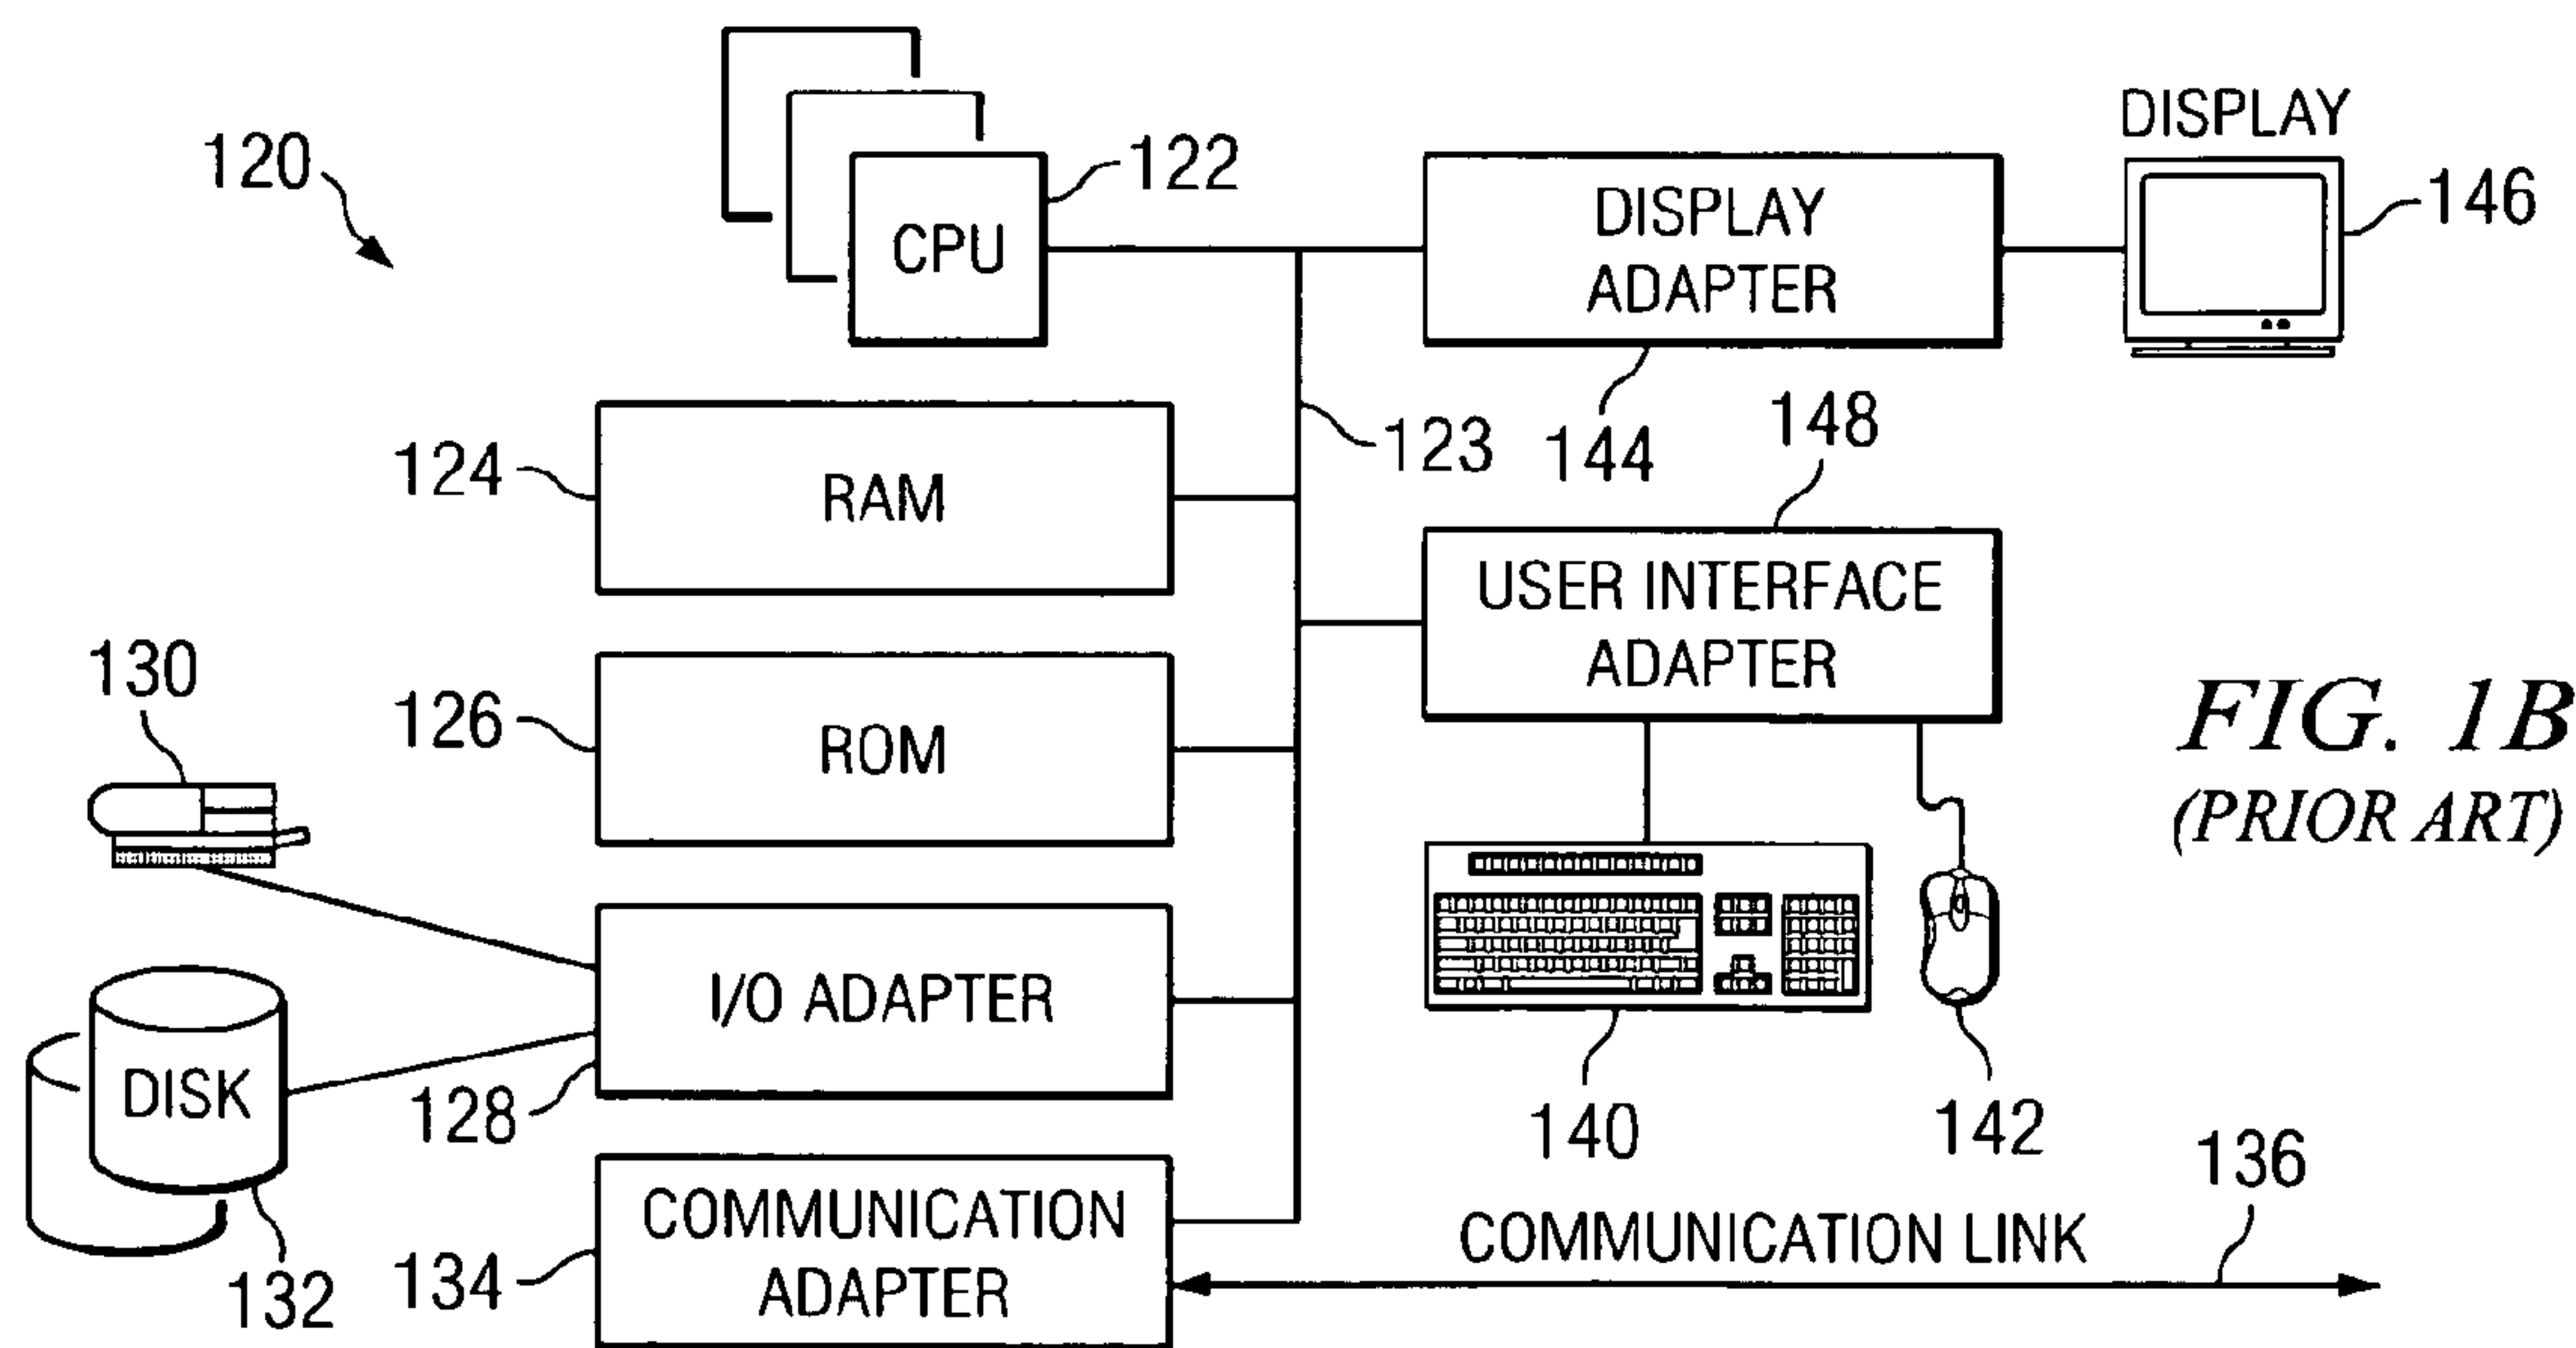 120
CPU
122
DISPLAY
ADAPTER
144
DISPLAY
146
123
124
RAM
148
USER INTERFACE
ADAPTER
126
ROM
130
I/O ADAPTER
128
DISK
132
140
142
134
COMMUNICATION
ADAPTER
COMMUNICATION LINK
136
FIG. 1B
(PRIOR ART)